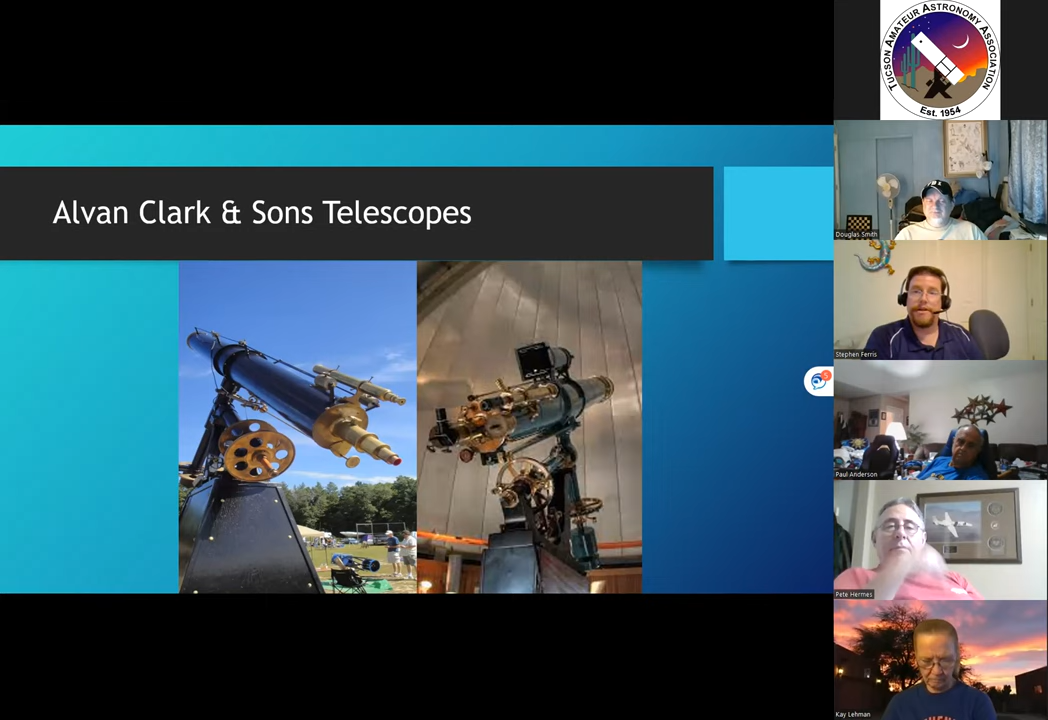 Alvan Clark & Sons Telescopes
TUCSON AMATEUR ASTRONOMY ASSOCIATION
Est. 1954
Douglas Smith
Stephen Ferris
Paul Anderson
Pete Hermes
Kay Lehman